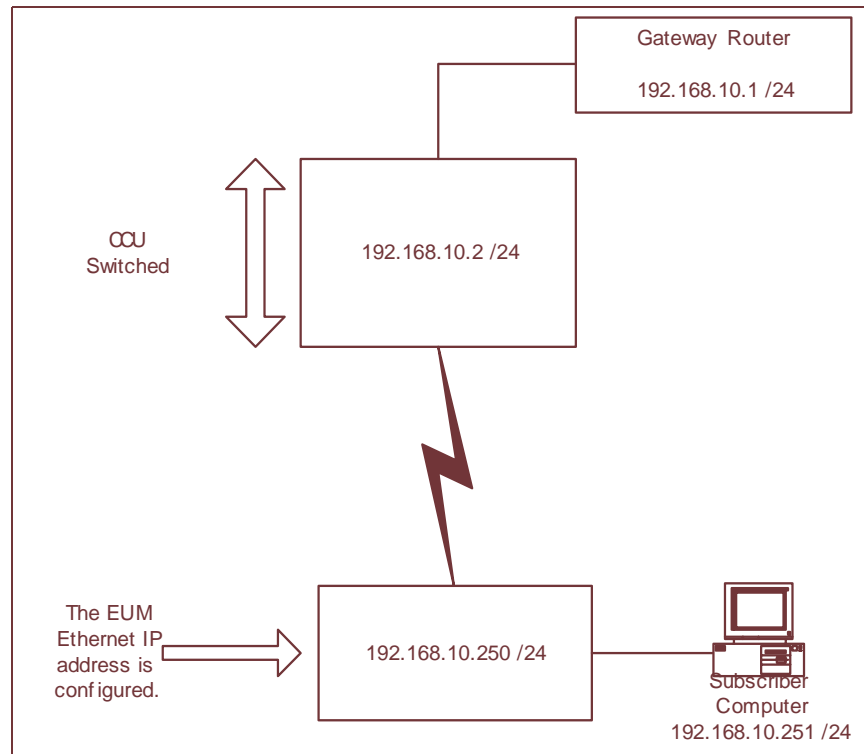 Gateway Router
192.168.10.1 /24
CCU
Switched
192.168.10.2 /24
The EUM
Ethernet IP
address is
configured.
192.168.10.250 /24
Subscriber
Computer
192.168.10.251 /24